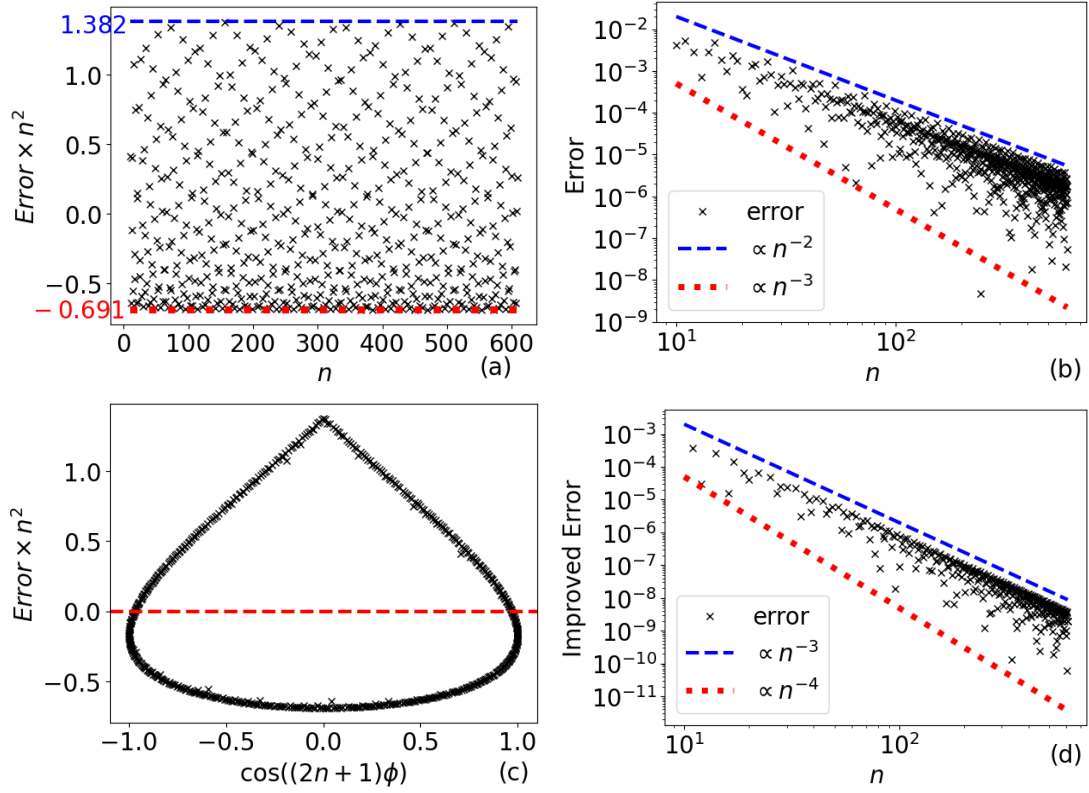 1.382
1.0
0.5
0.0
−0.5
−0.691
Error × n²
0 100 200 300 400 500 600
n
(a)
10⁻²
10⁻³
10⁻⁴
10⁻⁵
10⁻⁶
10⁻⁷
10⁻⁸
10⁻⁹
Error
error
∝ n⁻²
∝ n⁻³
10¹ 10²
n
(b)
1.0
0.5
0.0
−0.5
Error × n²
−1.0 −0.5 0.0 0.5 1.0
cos((2n + 1)ϕ)
(c)
10⁻³
10⁻⁴
10⁻⁵
10⁻⁶
10⁻⁷
10⁻⁸
10⁻⁹
10⁻¹⁰
10⁻¹¹
Improved Error
error
∝ n⁻³
∝ n⁻⁴
10¹ 10²
n
(d)